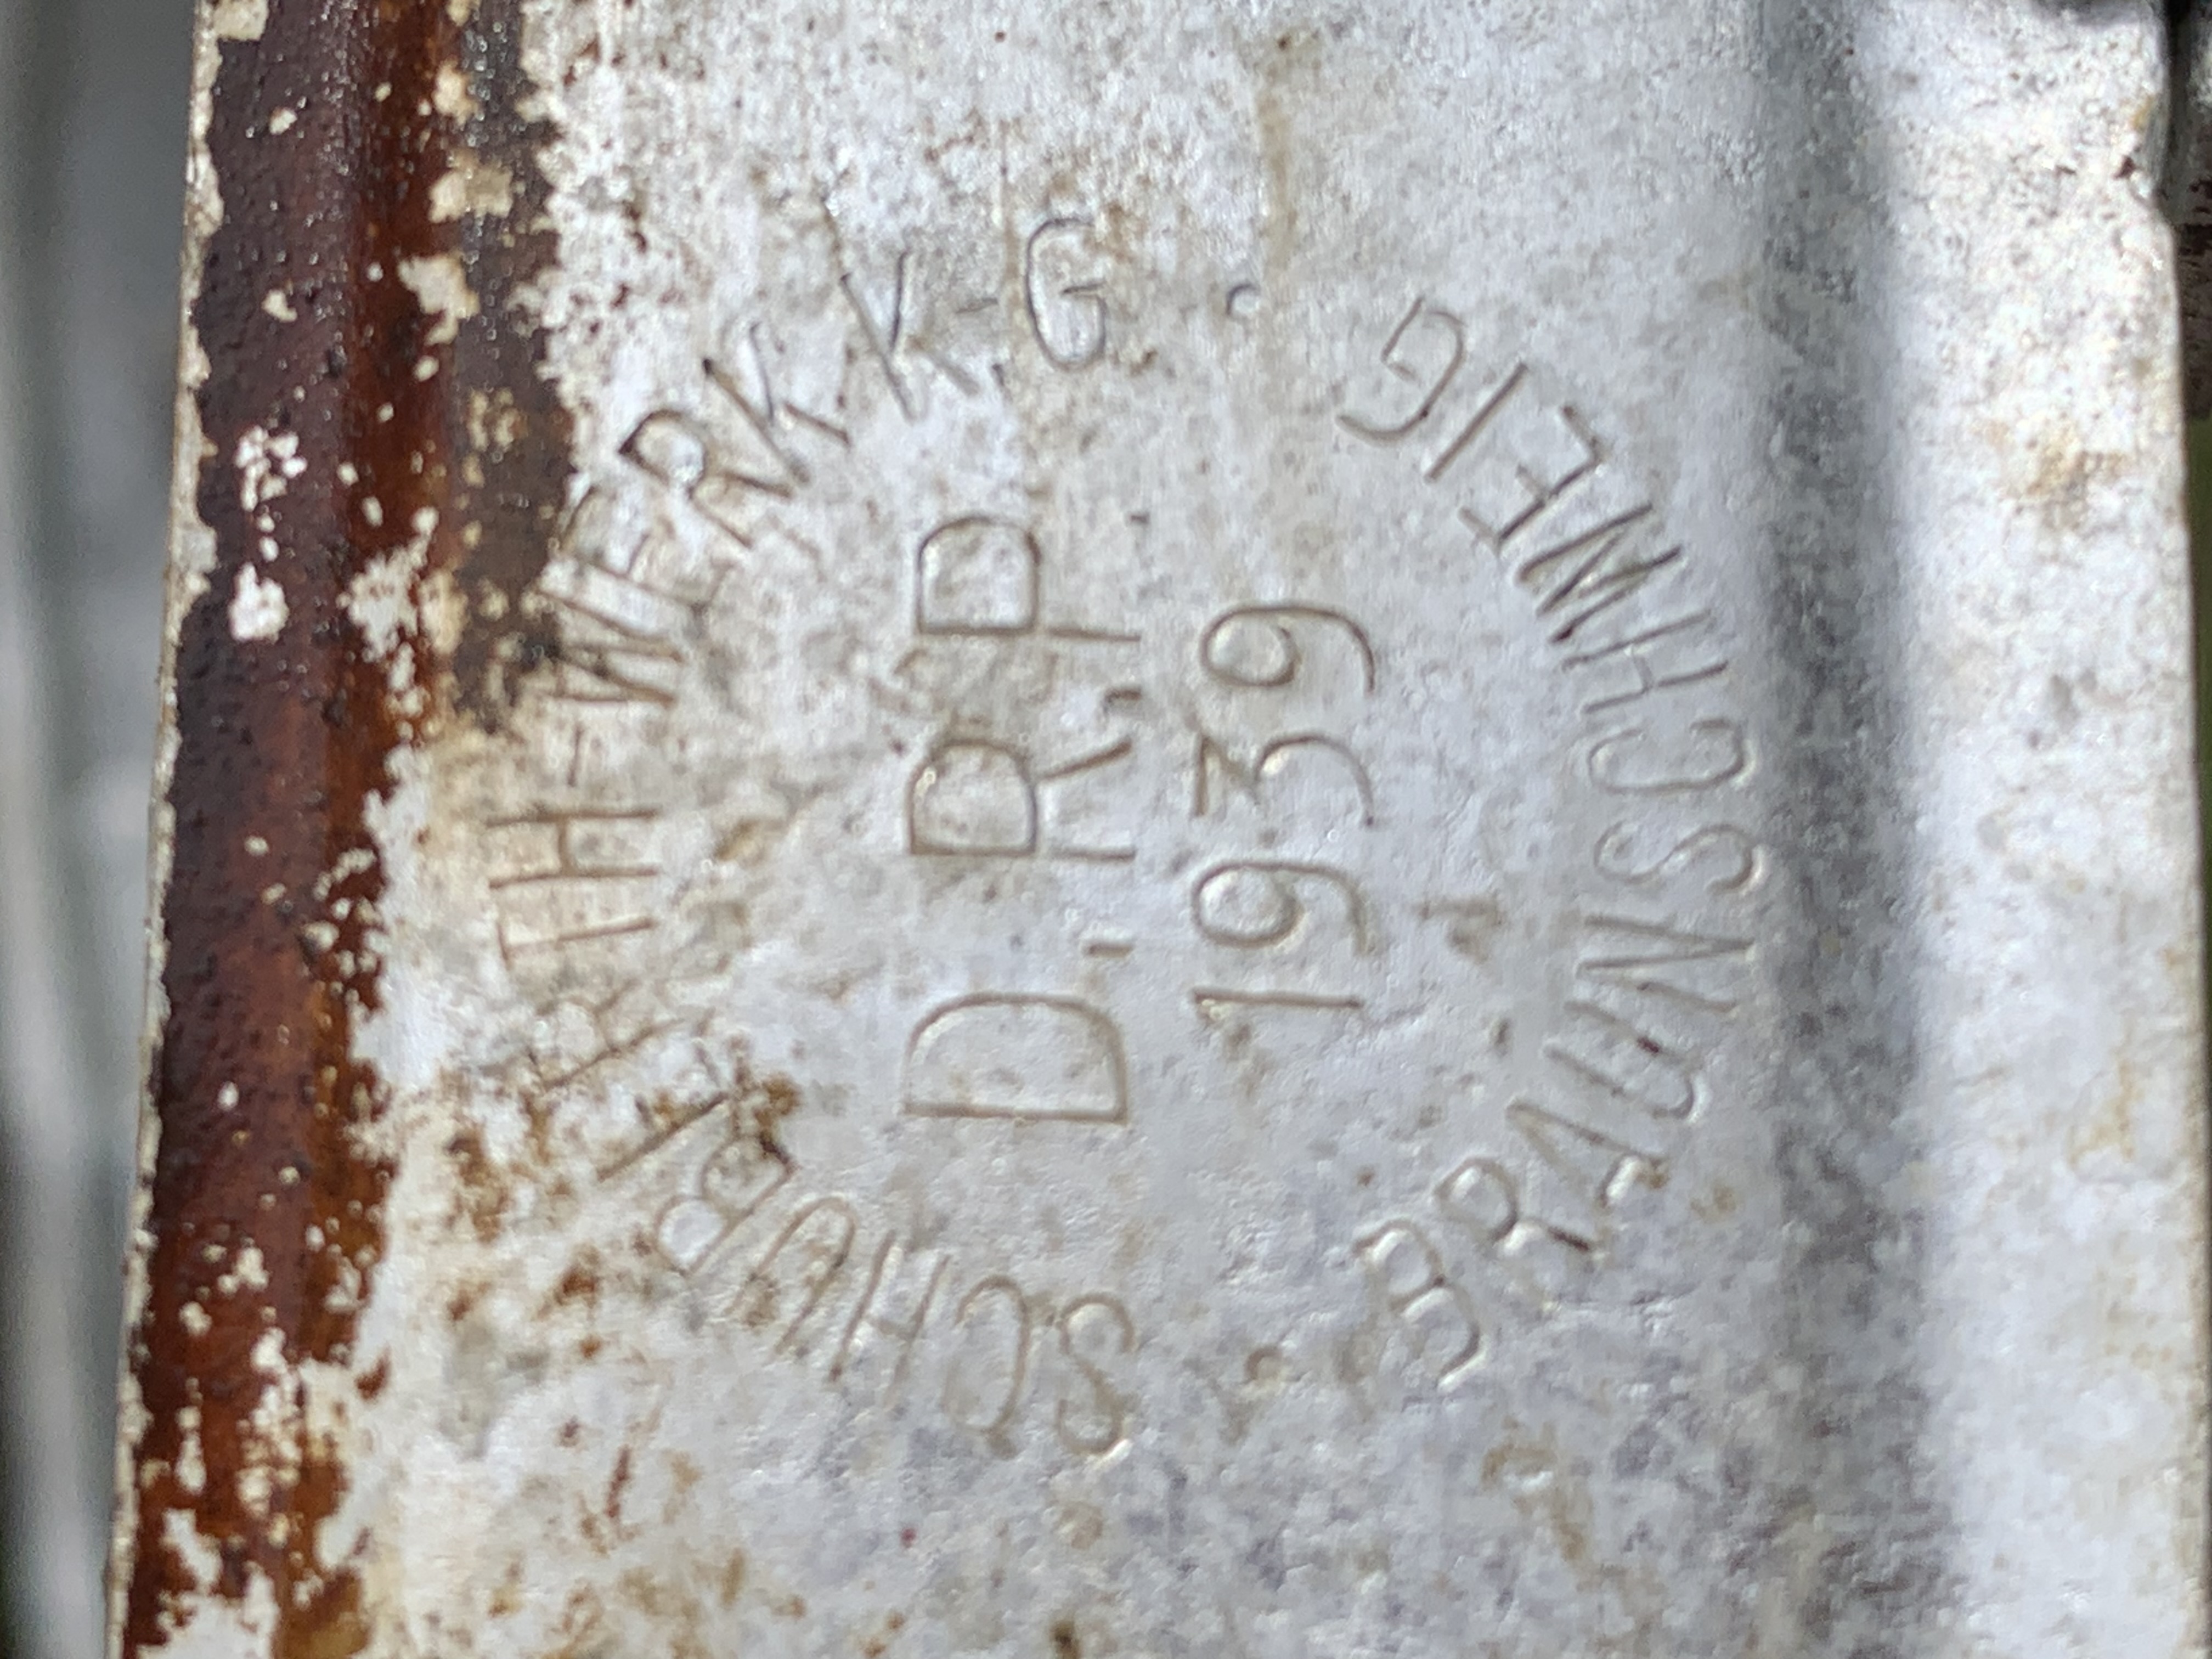 SCHUBERTH-WERK K-G.
D.R.P
1939
BRAUNSCHWEIG